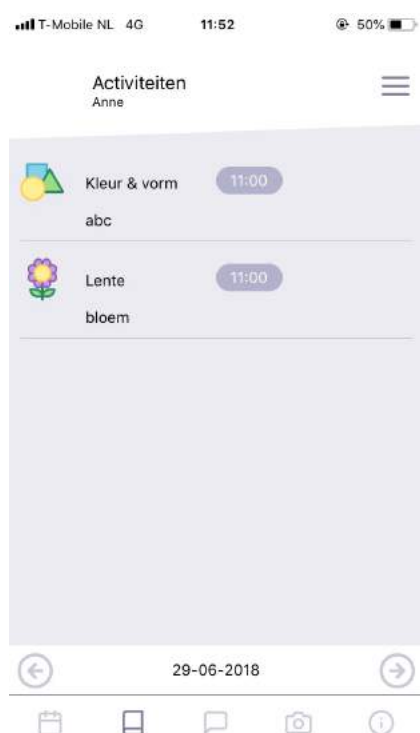 T-Mobile NL 4G 11:52 50%
Activiteiten
Anne
Kleur & vorm 11:00
abc
Lente 11:00
bloem
29-06-2018